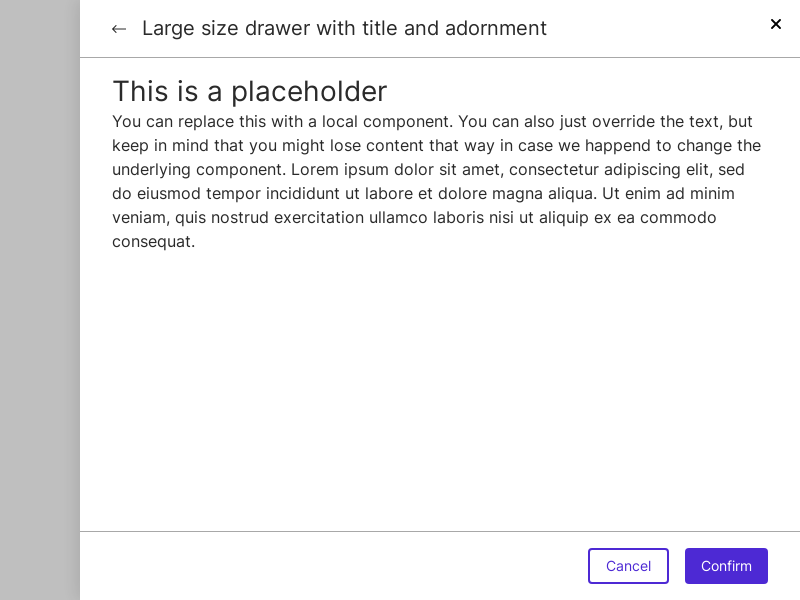 Large size drawer with title and adornment
This is a placeholder
You can replace this with a local component. You can also just override the text, but
keep in mind that you might lose content that way in case we happend to change the
underlying component. Lorem ipsum dolor sit amet, consectetur adipiscing elit, sed
do eiusmod tempor incididunt ut labore et dolore magna aliqua. Ut enim ad minim
veniam, quis nostrud exercitation ullamco laboris nisi ut aliquip ex ea commodo
consequat.
Cancel
Confirm